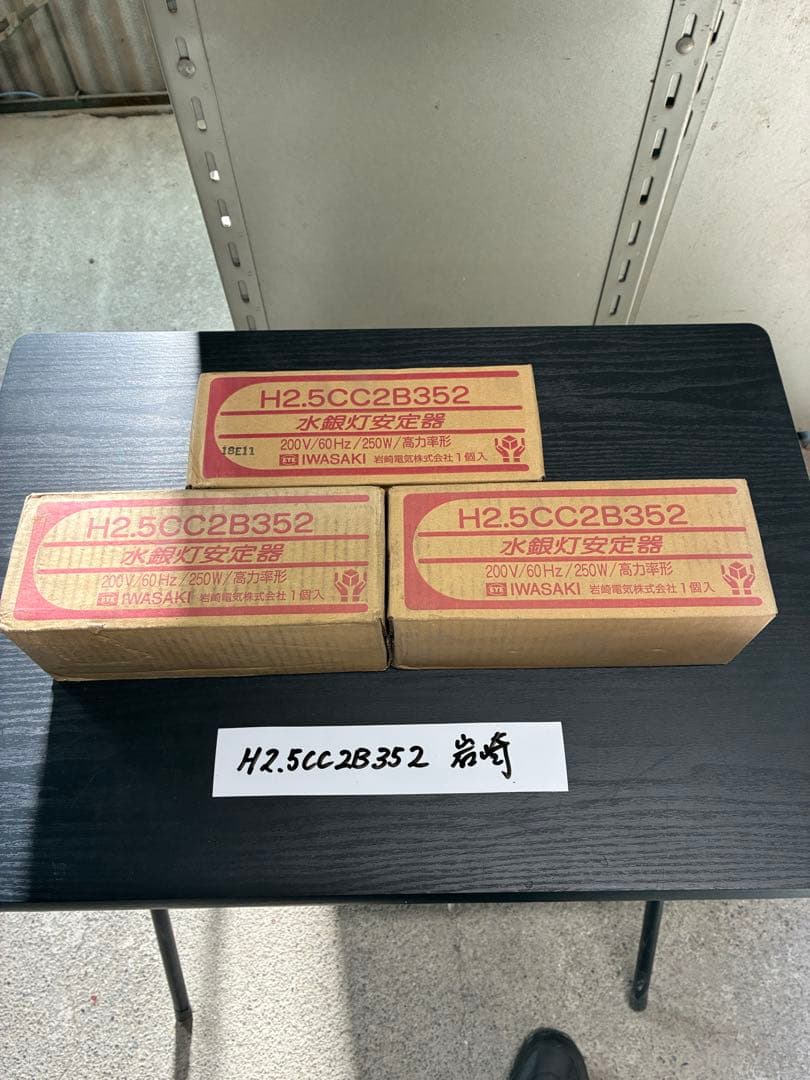 H2.5CC2B352
水銀灯安定器
200V/60Hz/250W/高力率形
18E11
EYE IWASAKI 岩崎電気株式会社 1個入
H2.5CC2B352
水銀灯安定器
200V/60Hz/250W/高力率形
EYE IWASAKI 岩崎電気株式会社 1個入
H2.5CC2B352
水銀灯安定器
200V/60Hz/250W/高力率形
EYE IWASAKI 岩崎電気株式会社 1個入
H2.5CC2B352 岩崎